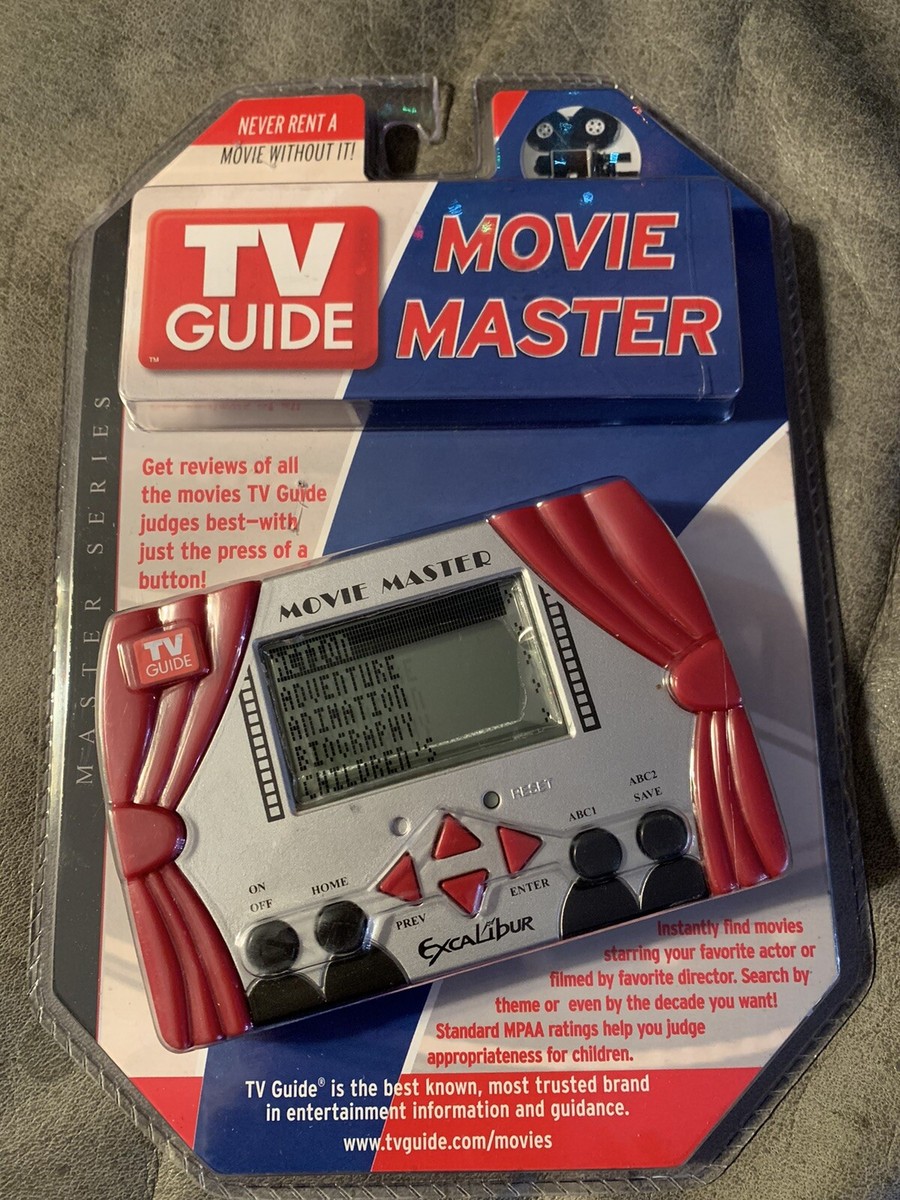 NEVER RENT A
MOVIE WITHOUT IT!
TV
GUIDE
™
MOVIE
MASTER
MASTER SERIES
Get reviews of all
the movies TV Guide
judges best—with
just the press of a
button!
MOVIE MASTER
TV
GUIDE
ADVENTURE
ANIMATION
BIOGRAPHY
CHILDREN'S
RESET
ABC1
ABC2
SAVE
ON
OFF
HOME
PREV
ENTER
EXCALIBUR
Instantly find movies
starring your favorite actor or
filmed by favorite director. Search by
theme or even by the decade you want!
Standard MPAA ratings help you judge
appropriateness for children.
TV Guide® is the best known, most trusted brand
in entertainment information and guidance.
www.tvguide.com/movies